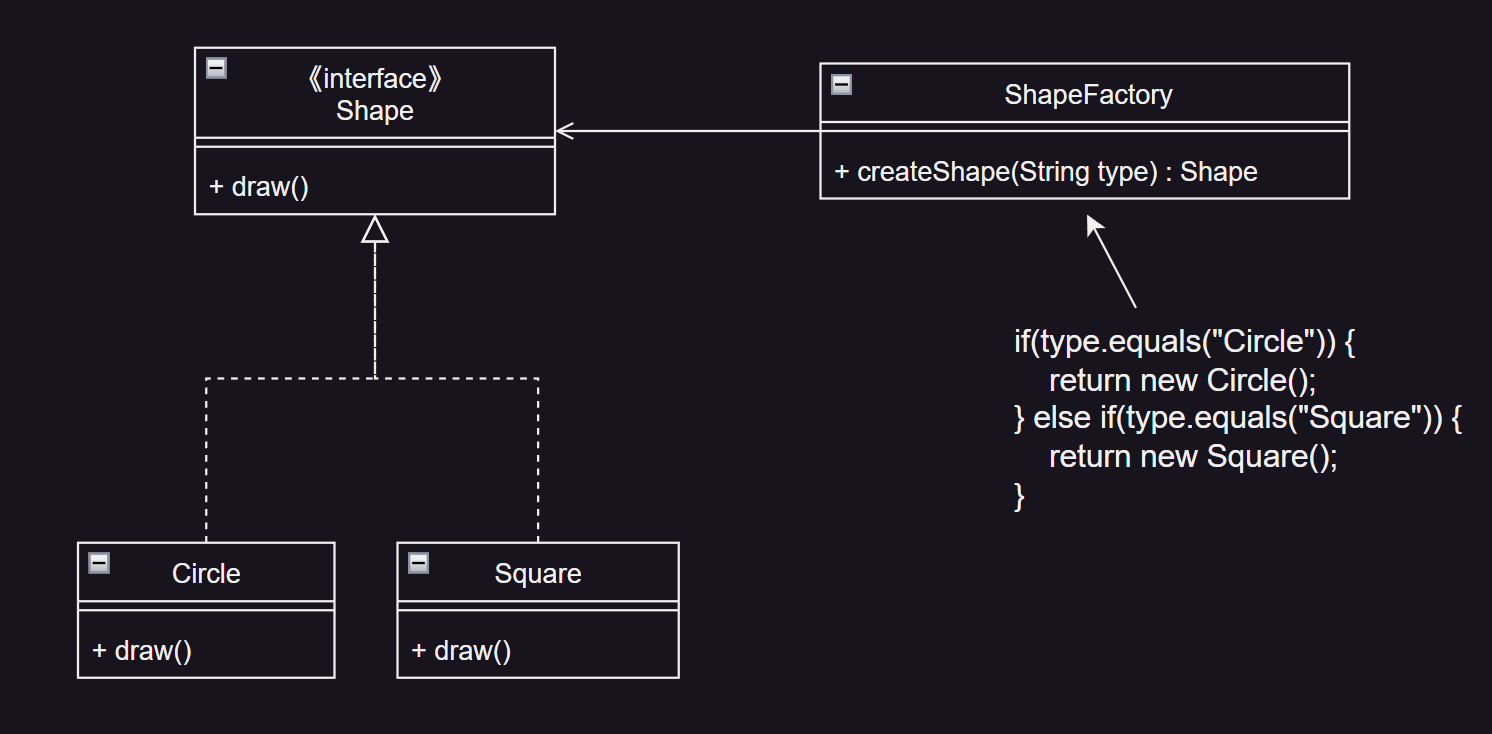 《interface》
Shape
+ draw()
ShapeFactory
+ createShape(String type) : Shape
if(type.equals("Circle")) {
    return new Circle();
} else if(type.equals("Square")) {
    return new Square();
}
Circle
+ draw()
Square
+ draw()